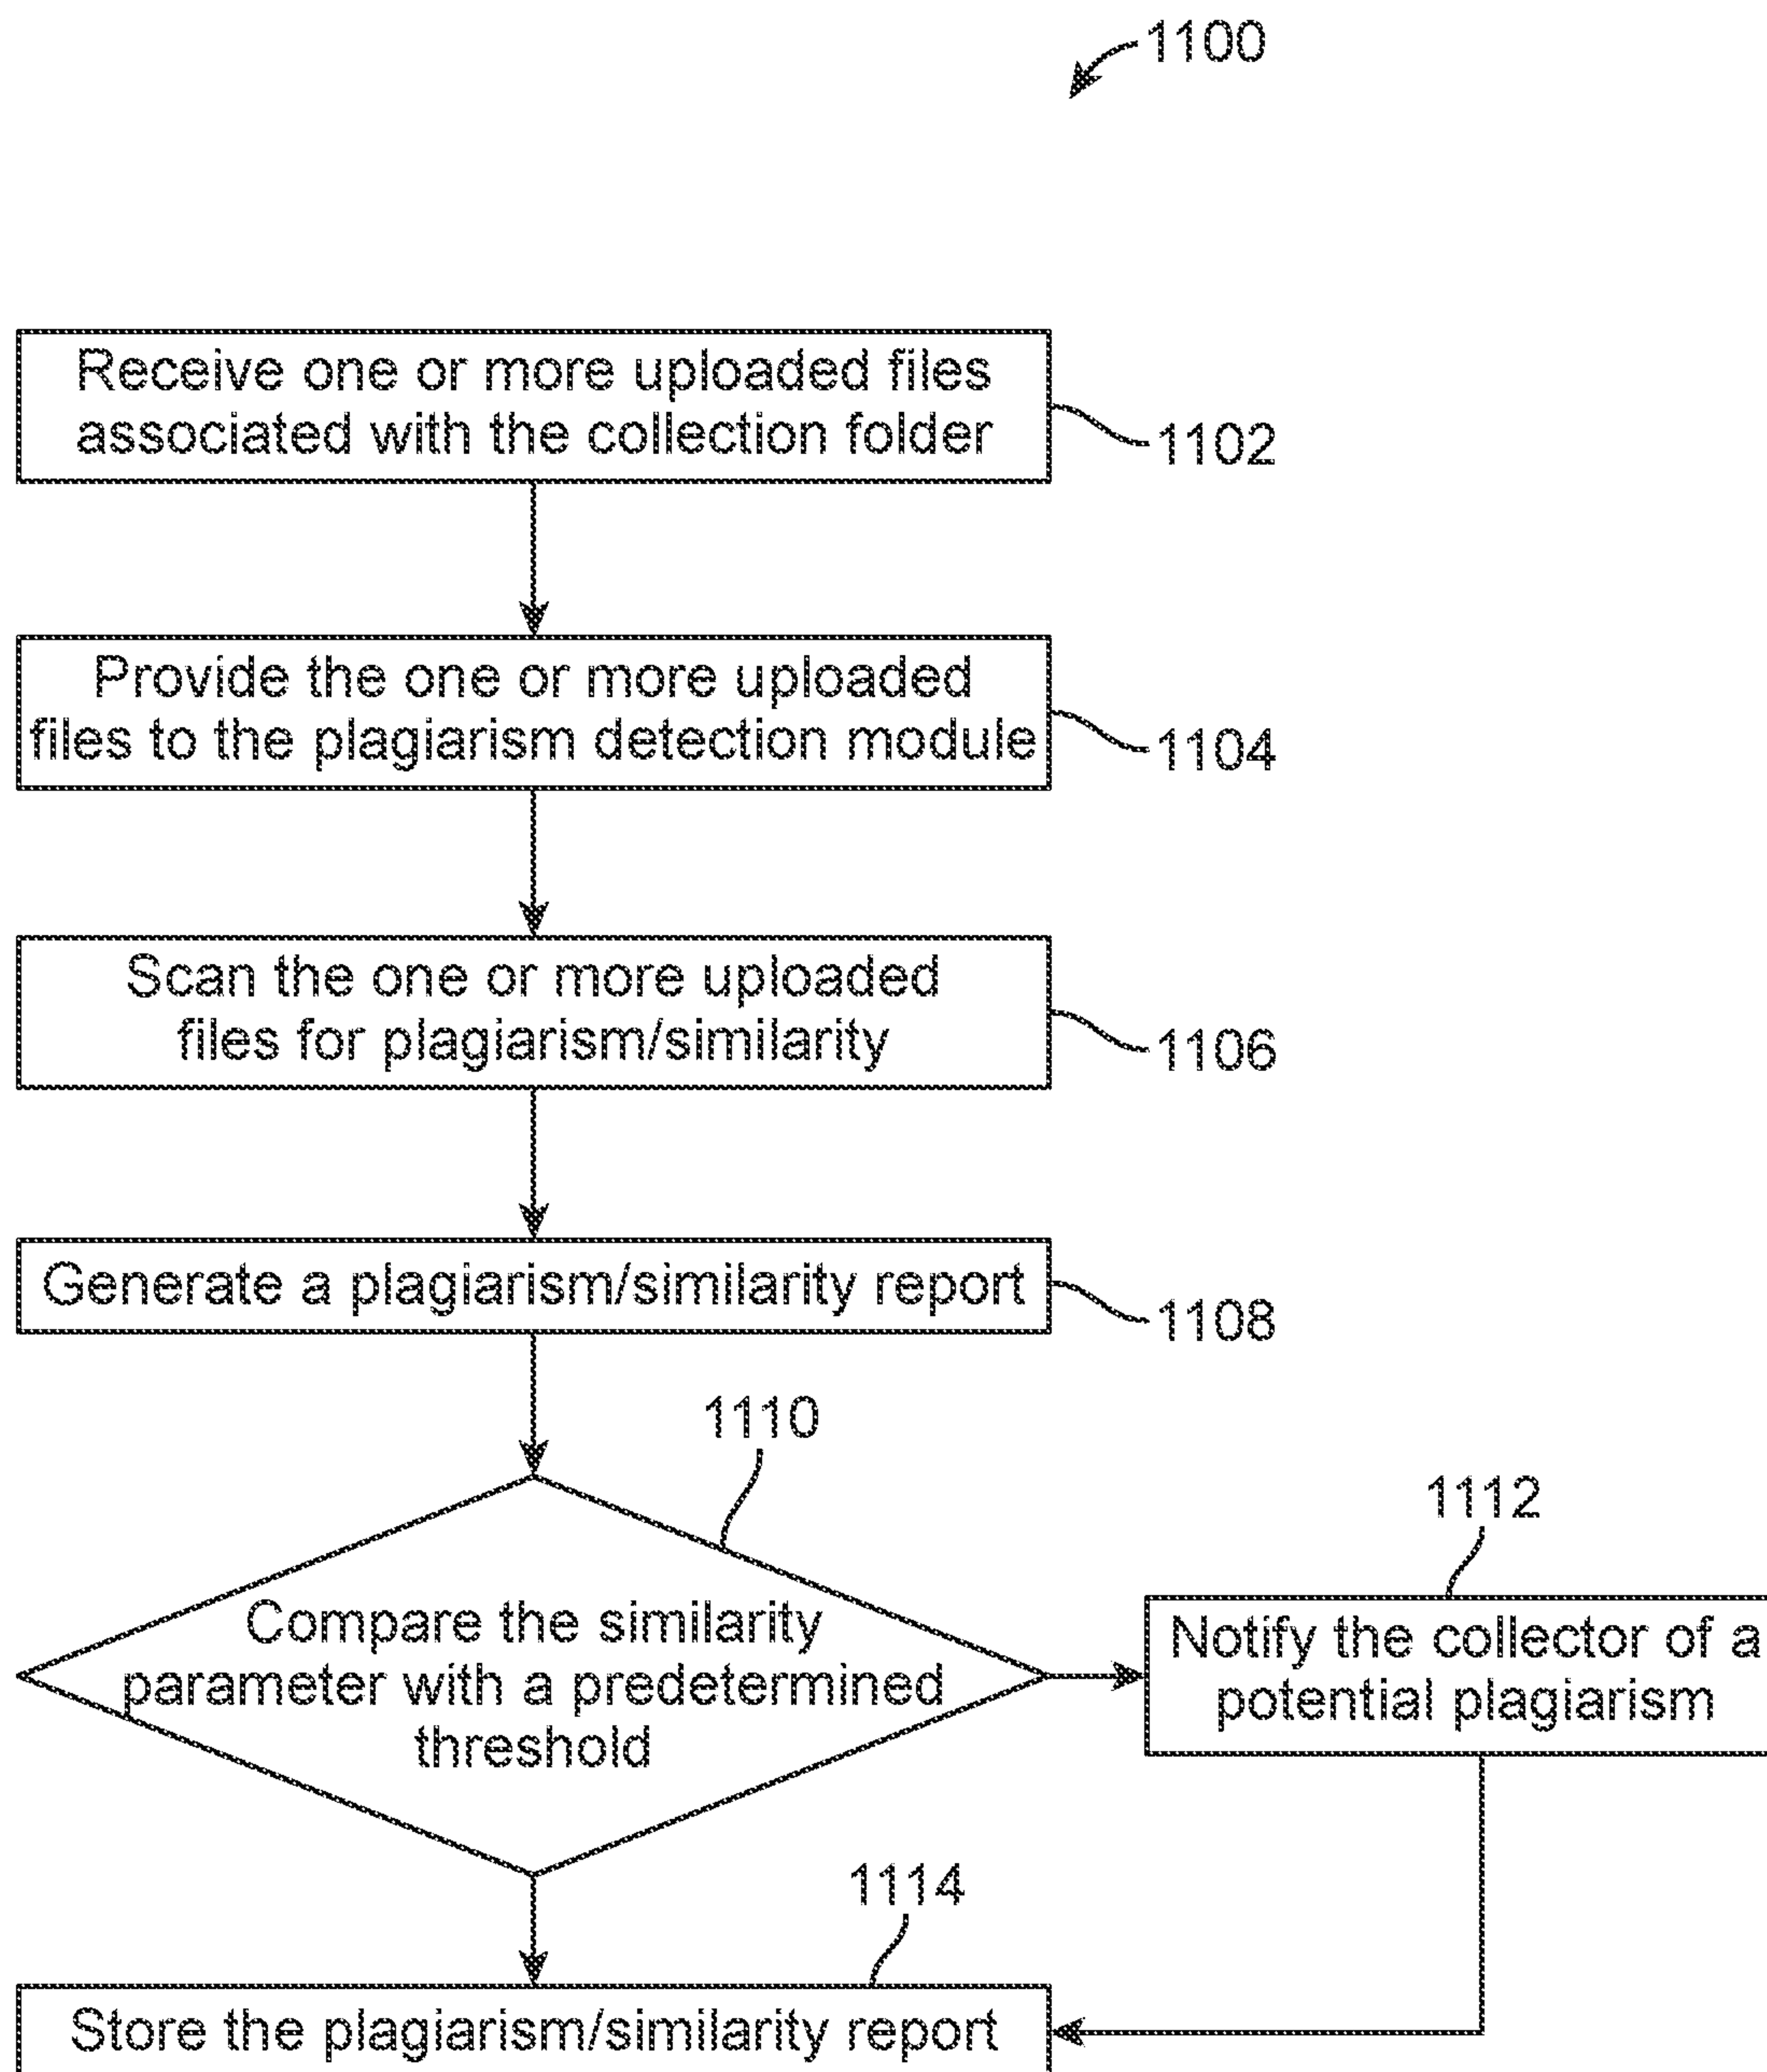 1100
Receive one or more uploaded files
associated with the collection folder
1102
Provide the one or more uploaded
files to the plagiarism detection module
1104
Scan the one or more uploaded
files for plagiarism/similarity
1106
Generate a plagiarism/similarity report
1108
1110
Compare the similarity
parameter with a predetermined
threshold
1112
Notify the collector of a
potential plagiarism
1114
Store the plagiarism/similarity report